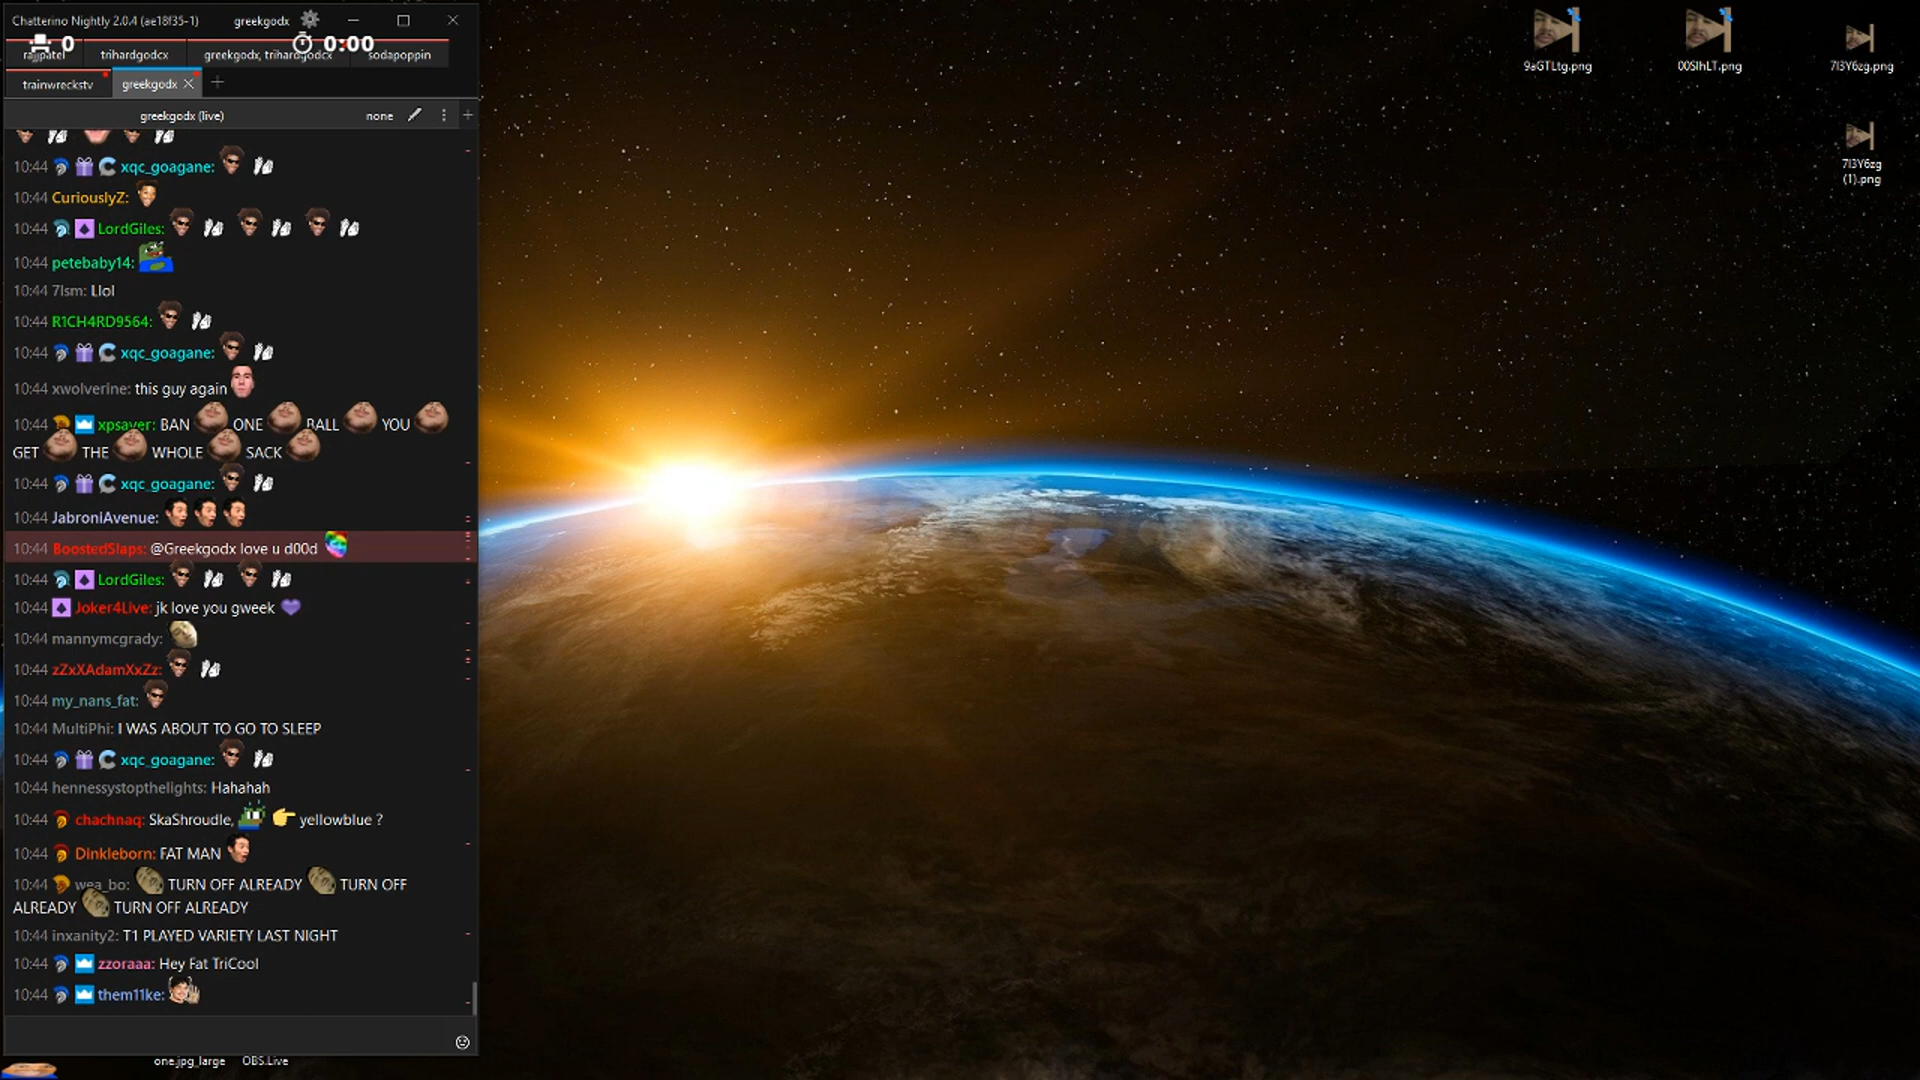 Chatterino Nightly 2.0.4 (ae18f35-1) greekgodx
0 0:00
rajjpatel trihardgodcx greekgodx, trihardgodcx sodapoppin
trainwreckstv greekgodx
greekgodx (live) none
10:44 xqc_goagane:
10:44 CuriouslyZ:
10:44 LordGiles:
10:44 petebaby14:
10:44 7lsm: Llol
10:44 R1CH4RD9564:
10:44 xqc_goagane:
10:44 xwolverine: this guy again
10:44 xpsaver: BAN ONE BALL YOU
GET THE WHOLE SACK
10:44 xqc_goagane:
10:44 JabroniAvenue:
10:44 BoostedSlaps: @Greekgodx love u d00d
10:44 LordGiles:
10:44 Joker4Live: jk love you gweek
10:44 mannymcgrady:
10:44 zZxXAdamXxZz:
10:44 my_nans_fat:
10:44 MultiPhi: I WAS ABOUT TO GO TO SLEEP
10:44 xqc_goagane:
10:44 hennessystopthelights: Hahahah
10:44 chachnaq: SkaShroudle, yellowblue ?
10:44 Dinkleborn: FAT MAN
10:44 wea_bo: TURN OFF ALREADY TURN OFF
ALREADY TURN OFF ALREADY
10:44 inxanity2: T1 PLAYED VARIETY LAST NIGHT
10:44 zzoraaa: Hey Fat TriCool
10:44 them11ke:
one.jpg_large OBS.Live
9aGTLtg.png 00SlhLT.png 7I3Y6zg.png
7I3Y6zg
(1).png